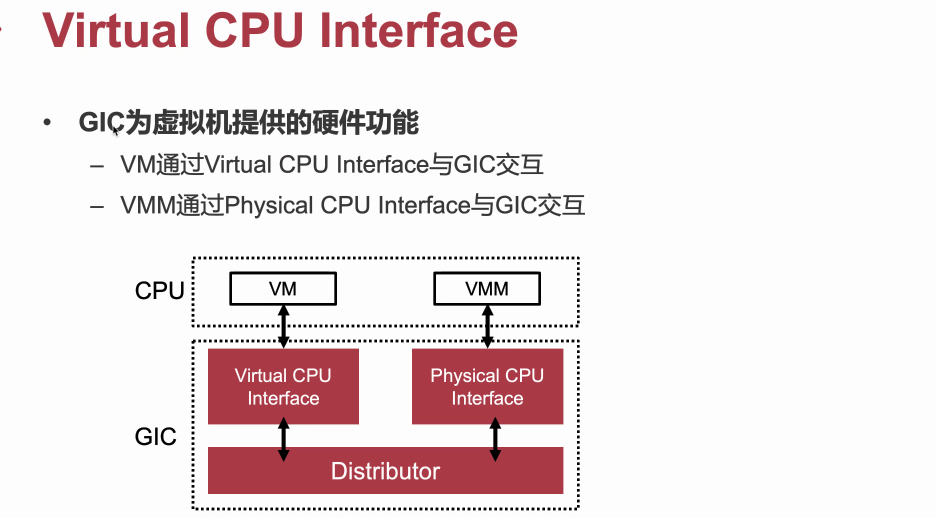 Virtual CPU Interface
• GIC为虚拟机提供的硬件功能
– VM通过Virtual CPU Interface与GIC交互
– VMM通过Physical CPU Interface与GIC交互
CPU
VM
VMM
Virtual CPU
Interface
Physical CPU
Interface
GIC
Distributor